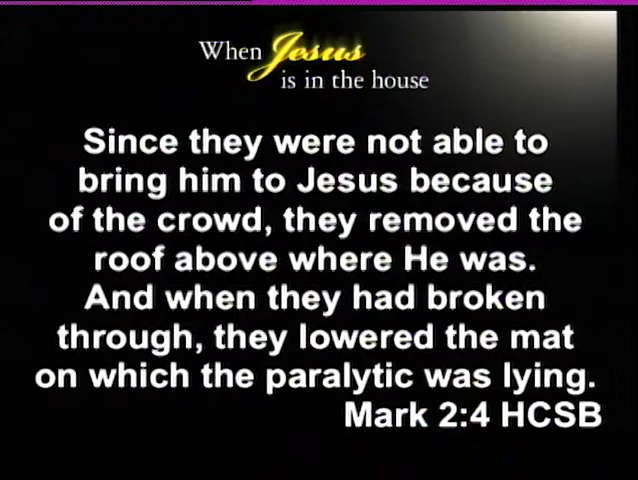 When Jesus
is in the house
Since they were not able to
bring him to Jesus because
of the crowd, they removed the
roof above where He was.
And when they had broken
through, they lowered the mat
on which the paralytic was lying.
Mark 2:4 HCSB